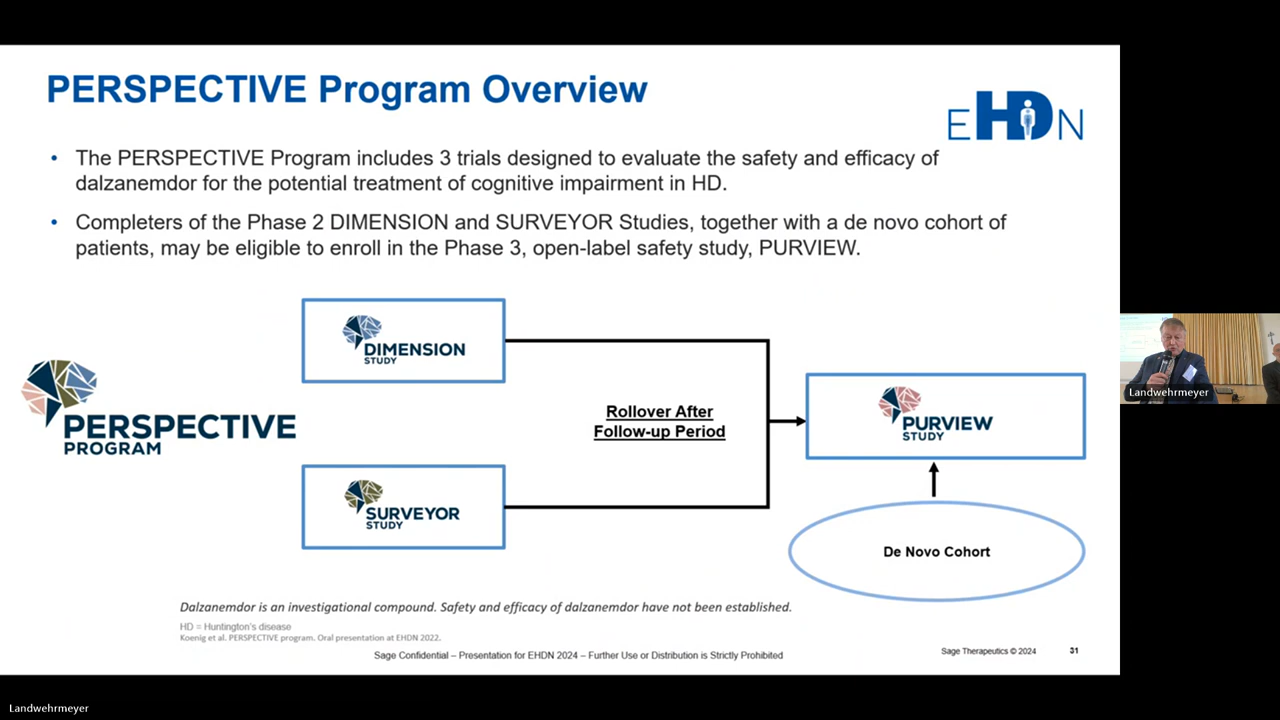 PERSPECTIVE Program Overview
EHDN
• The PERSPECTIVE Program includes 3 trials designed to evaluate the safety and efficacy of
dalzanemdor for the potential treatment of cognitive impairment in HD.
• Completers of the Phase 2 DIMENSION and SURVEYOR Studies, together with a de novo cohort of
patients, may be eligible to enroll in the Phase 3, open-label safety study, PURVIEW.
DIMENSION
STUDY
PERSPECTIVE
PROGRAM
Rollover After
Follow-up Period
PURVIEW
STUDY
SURVEYOR
STUDY
De Novo Cohort
Dalzanemdor is an investigational compound. Safety and efficacy of dalzanemdor have not been established.
HD = Huntington's disease
Koenig et al. PERSPECTIVE program. Oral presentation at EHDN 2022.
Sage Confidential – Presentation for EHDN 2024 – Further Use or Distribution is Strictly Prohibited
Sage Therapeutics © 2024
31
Landwehrmeyer
Landwehrmeyer